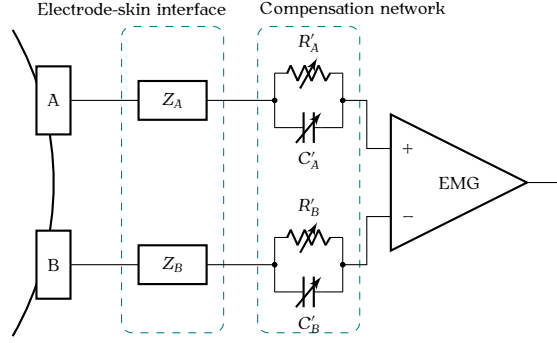 Electrode-skin interface
Compensation network
R′_A
A
Z_A
C′_A
+
EMG
−
R′_B
B
Z_B
C′_B